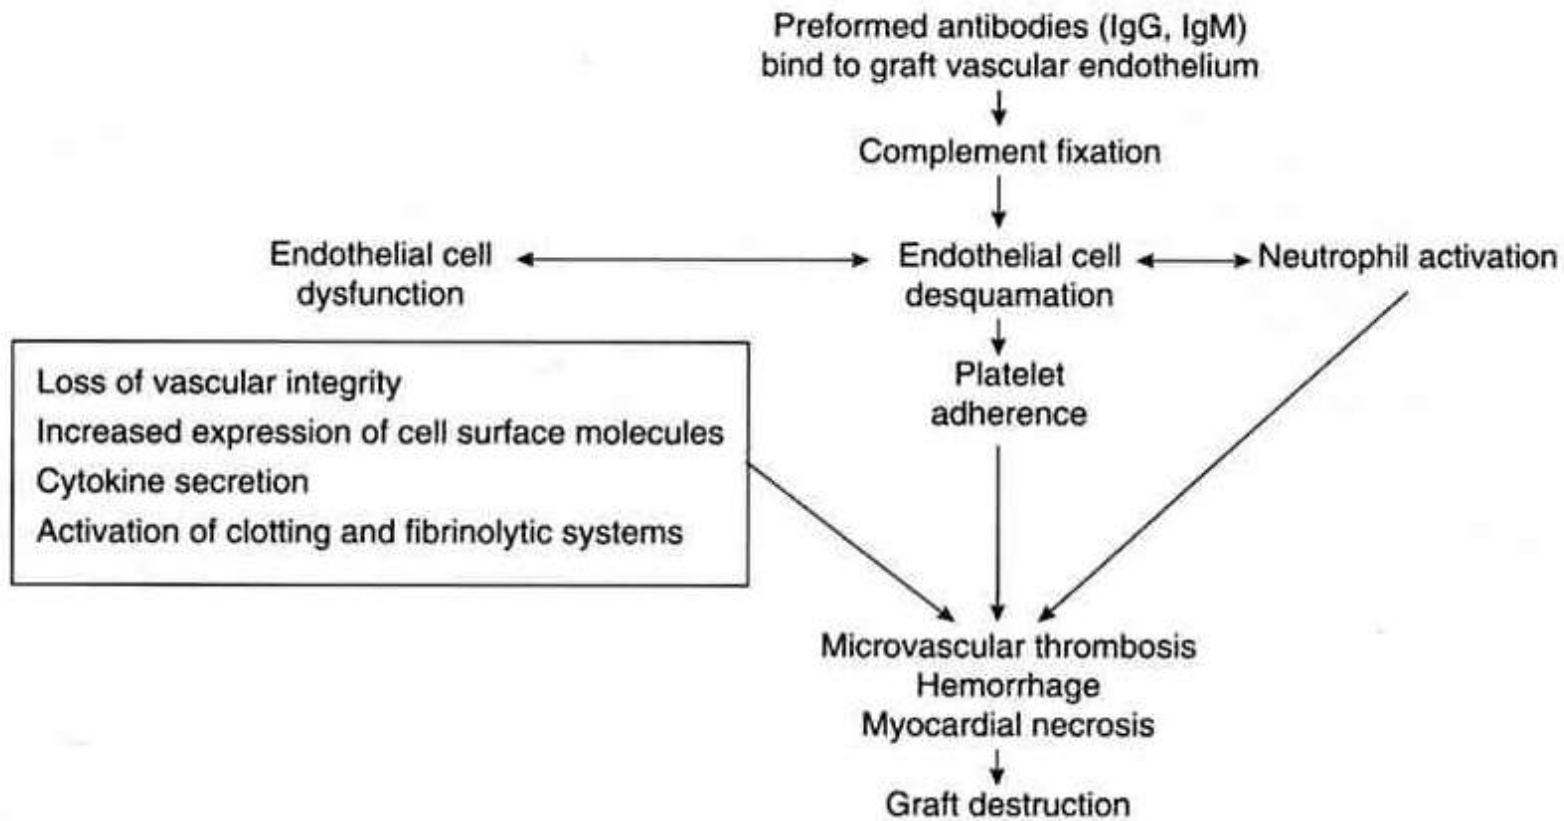 Preformed antibodies (IgG, IgM)
bind to graft vascular endothelium
Complement fixation
Endothelial cell
dysfunction
Endothelial cell
desquamation
Neutrophil activation
Loss of vascular integrity
Increased expression of cell surface molecules
Cytokine secretion
Activation of clotting and fibrinolytic systems
Platelet
adherence
Microvascular thrombosis
Hemorrhage
Myocardial necrosis
Graft destruction